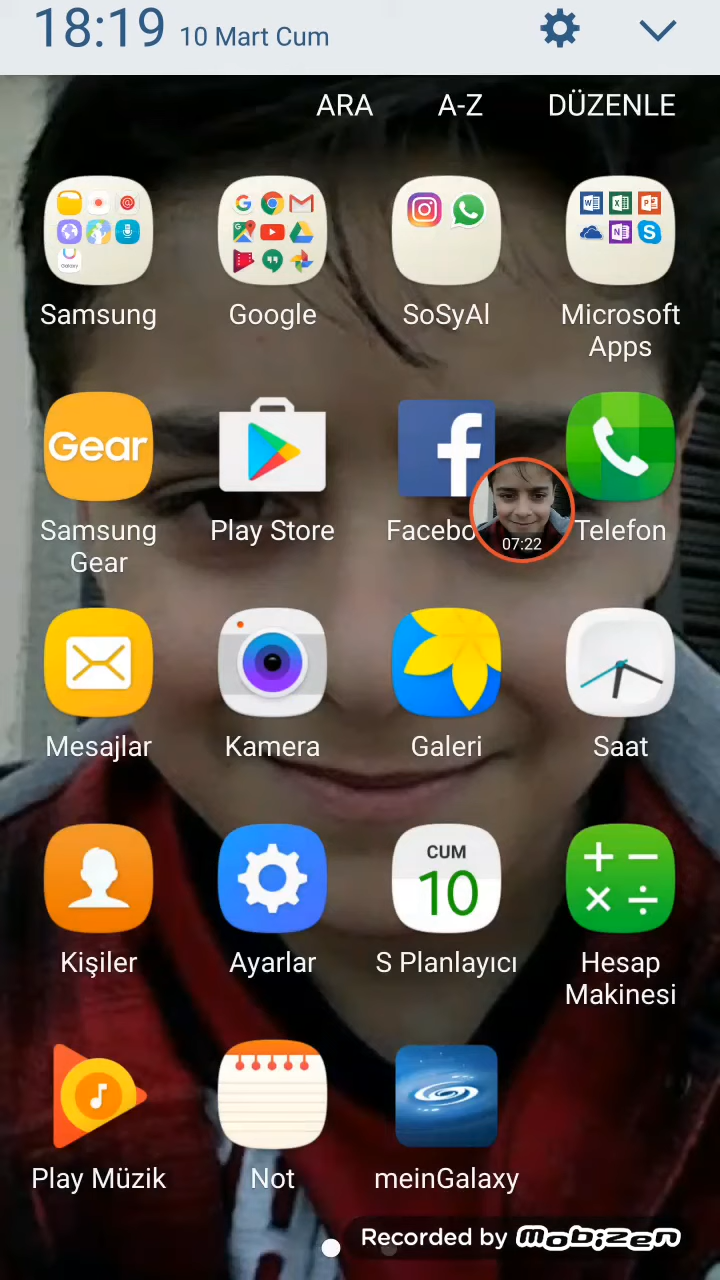 18:19 10 Mart Cum
ARA A-Z DÜZENLE
Samsung Google SoSyAl Microsoft Apps
Gear
Samsung Gear Play Store Facebo Telefon
07:22
Mesajlar Kamera Galeri Saat
CUM
10
Kişiler Ayarlar S Planlayıcı Hesap Makinesi
Play Müzik Not meinGalaxy
Recorded by mobizen